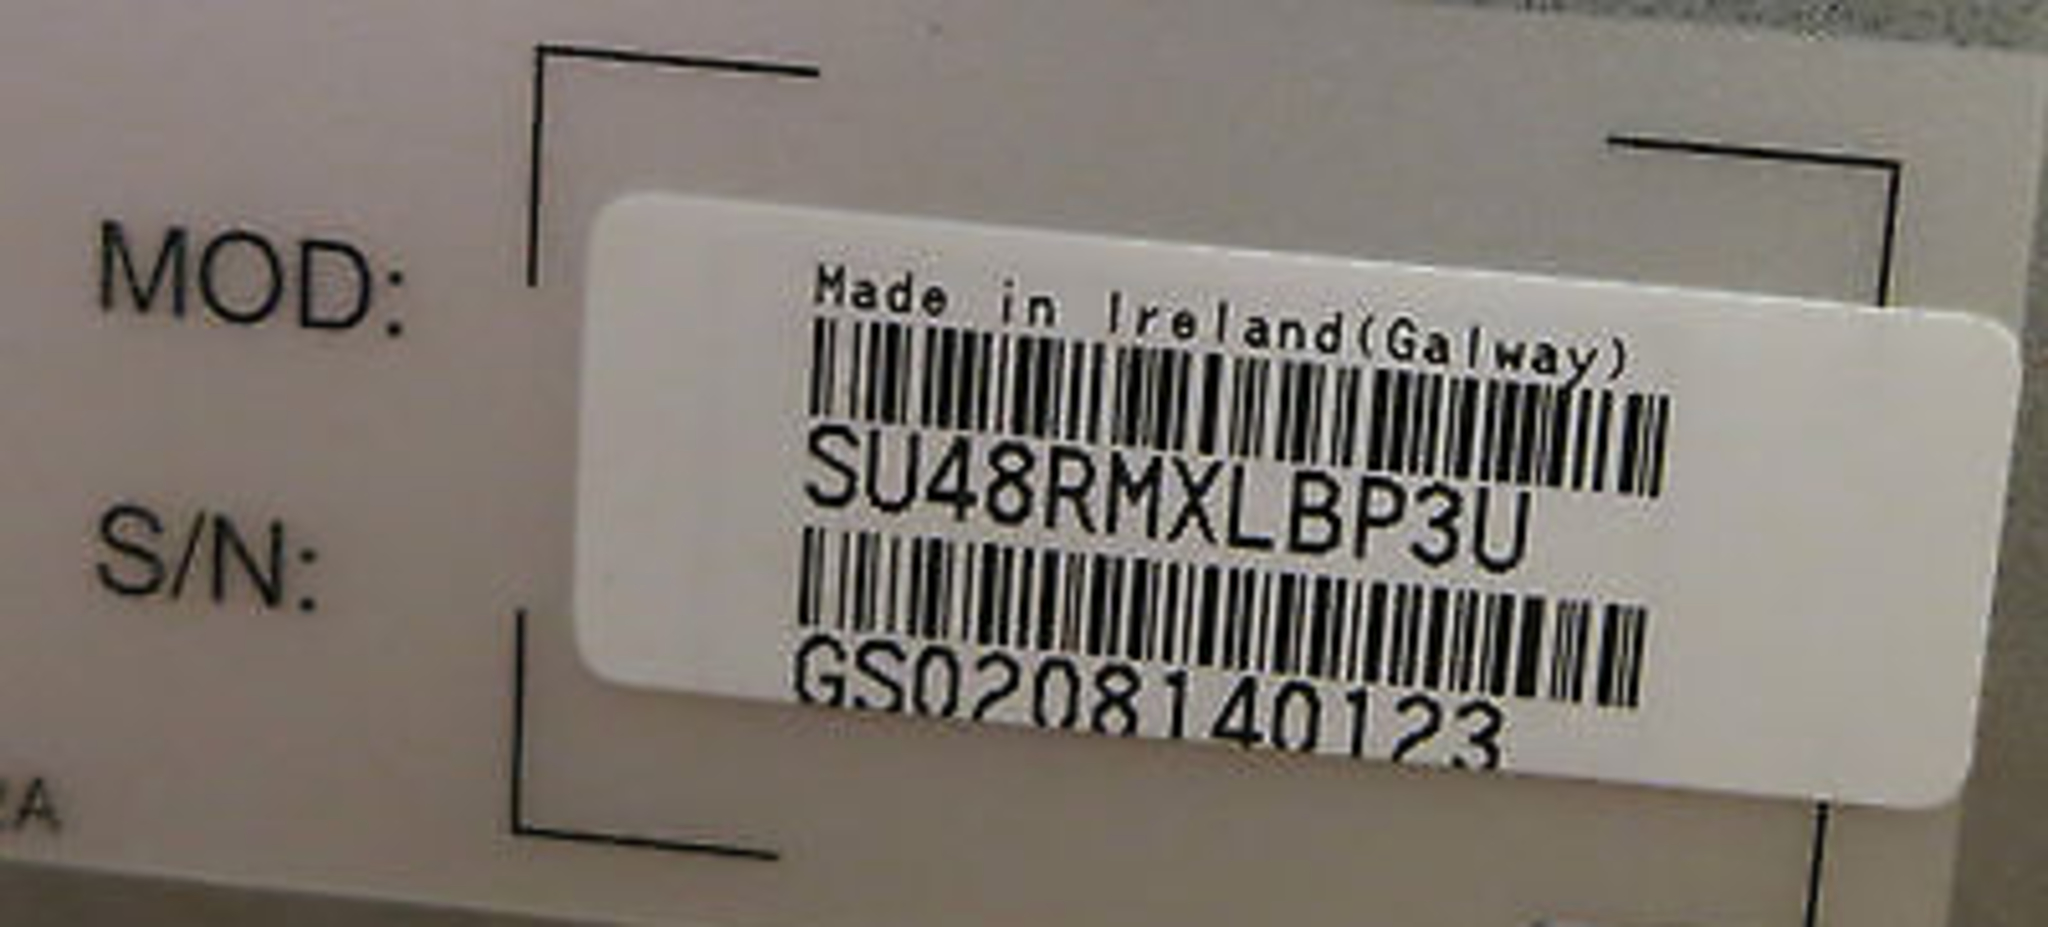 MOD:
Made in Ireland(Galway)
SU48RMXLBP3U
S/N:
GS0208140123